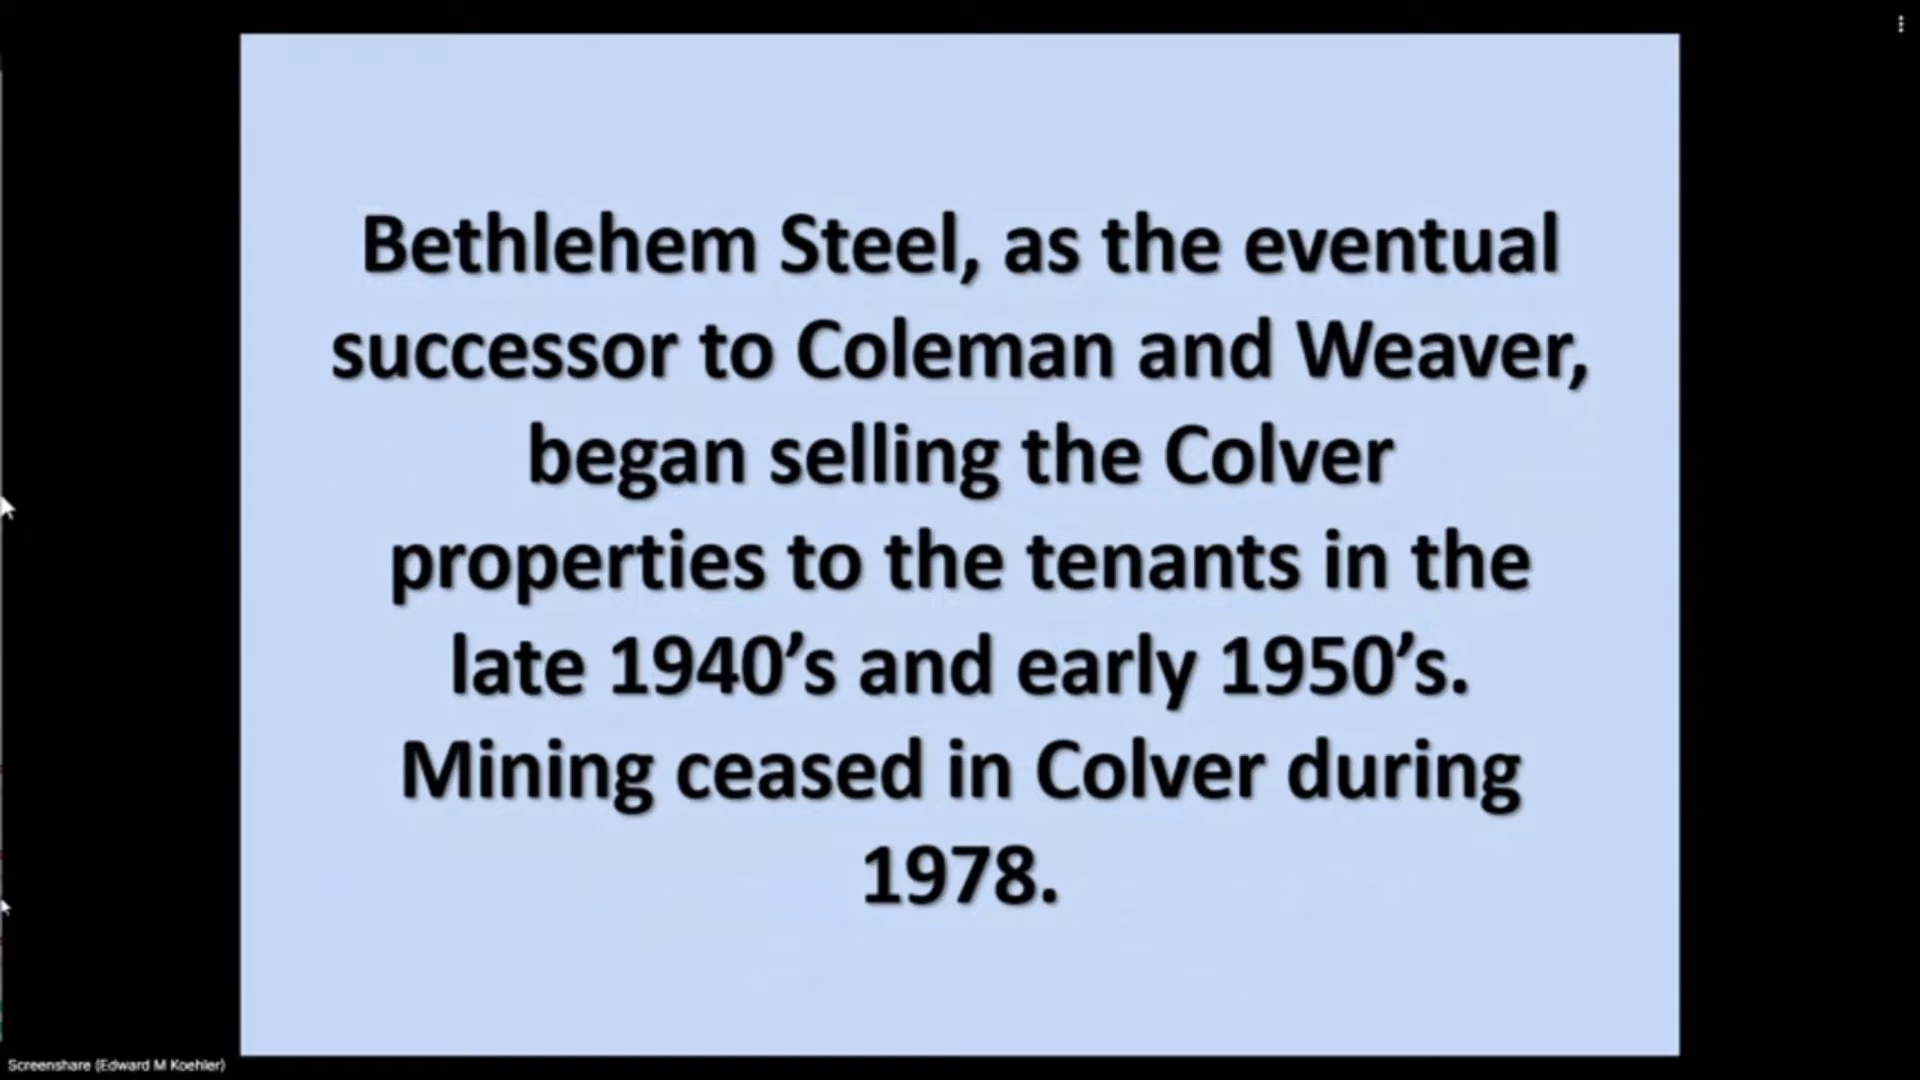 Bethlehem Steel, as the eventual
successor to Coleman and Weaver,
began selling the Colver
properties to the tenants in the
late 1940’s and early 1950’s.
Mining ceased in Colver during
1978.
Screenshare (Edward M Koehler)